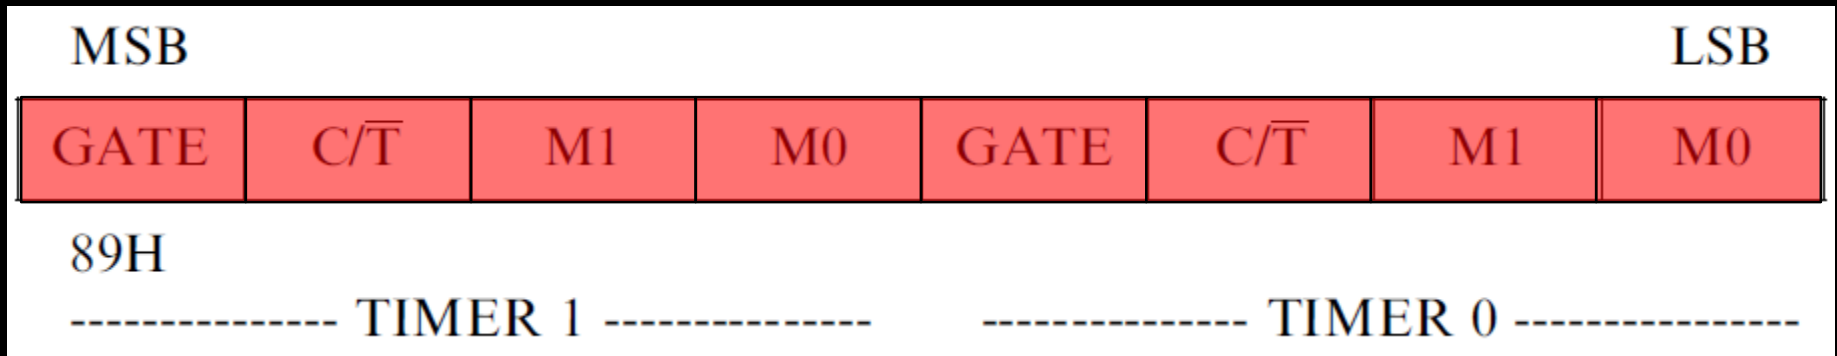 MSB LSB
GATE C/T̅ M1 M0 GATE C/T̅ M1 M0
89H
--------------- TIMER 1 --------------- --------------- TIMER 0 ----------------